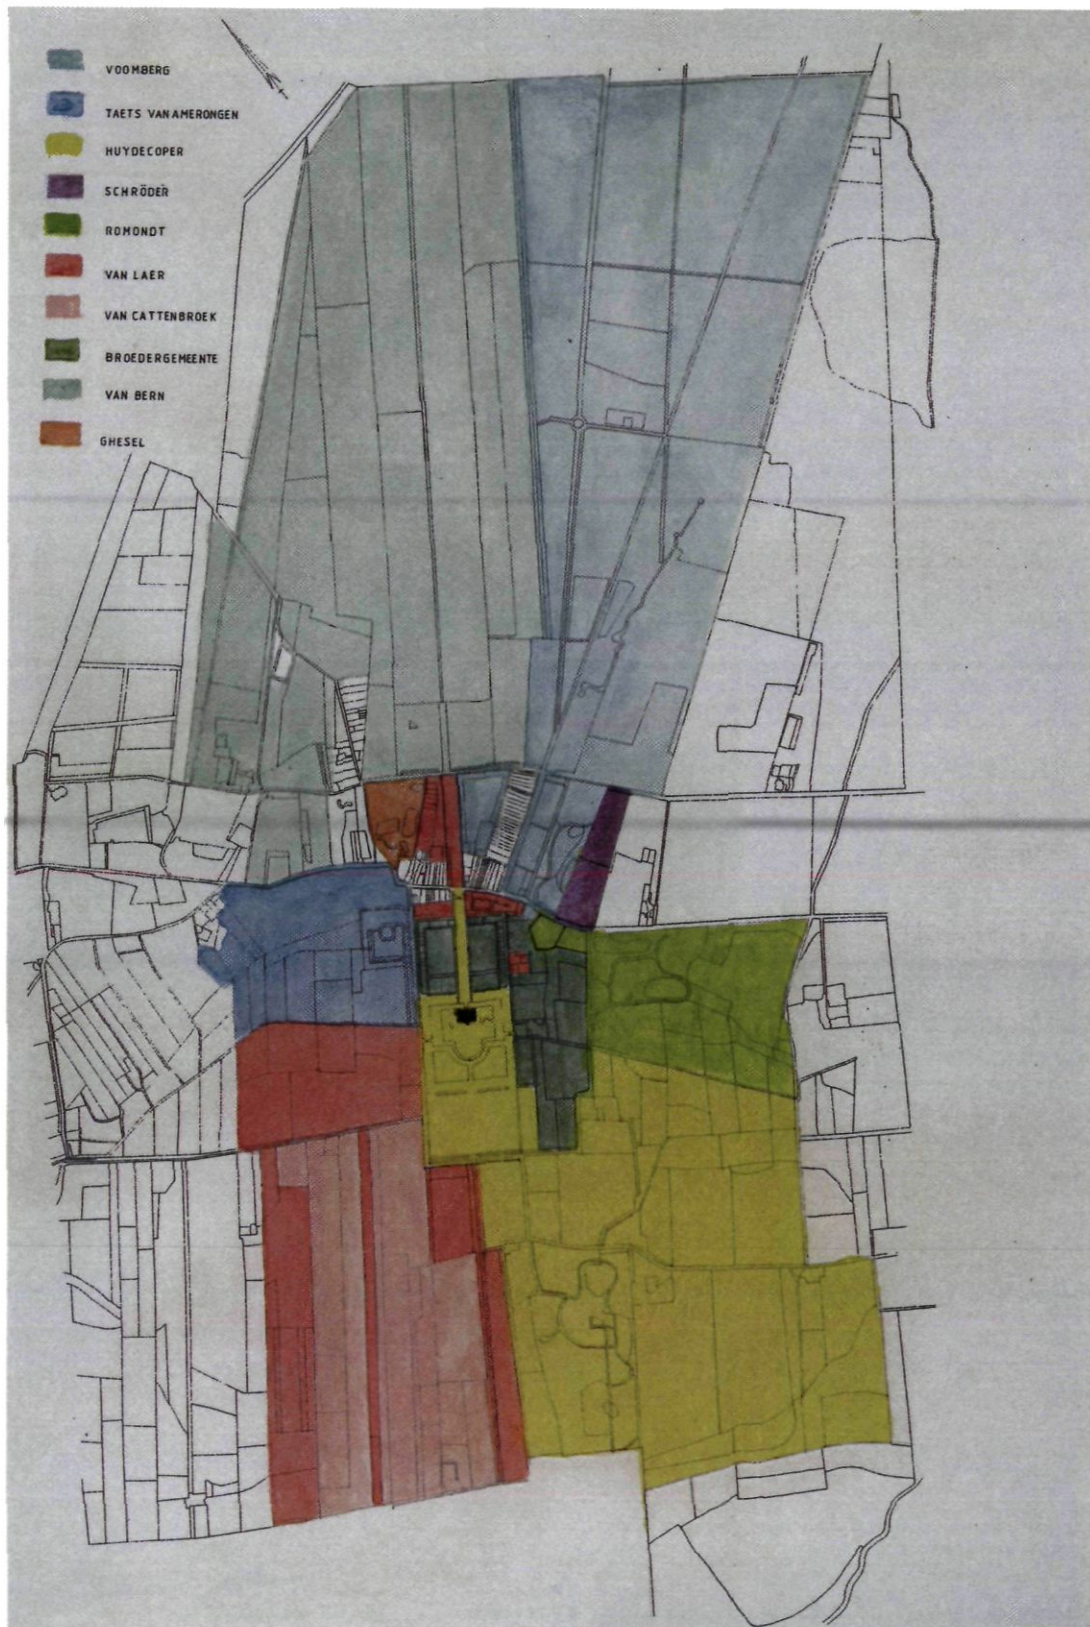 VOOMBERG
TAETS VAN AMERONGEN
HUYDECOPER
SCHRÖDER
ROMONDT
VAN LAER
VAN CATTENBROEK
BROEDERGEMEENTE
VAN BERN
GHESEL